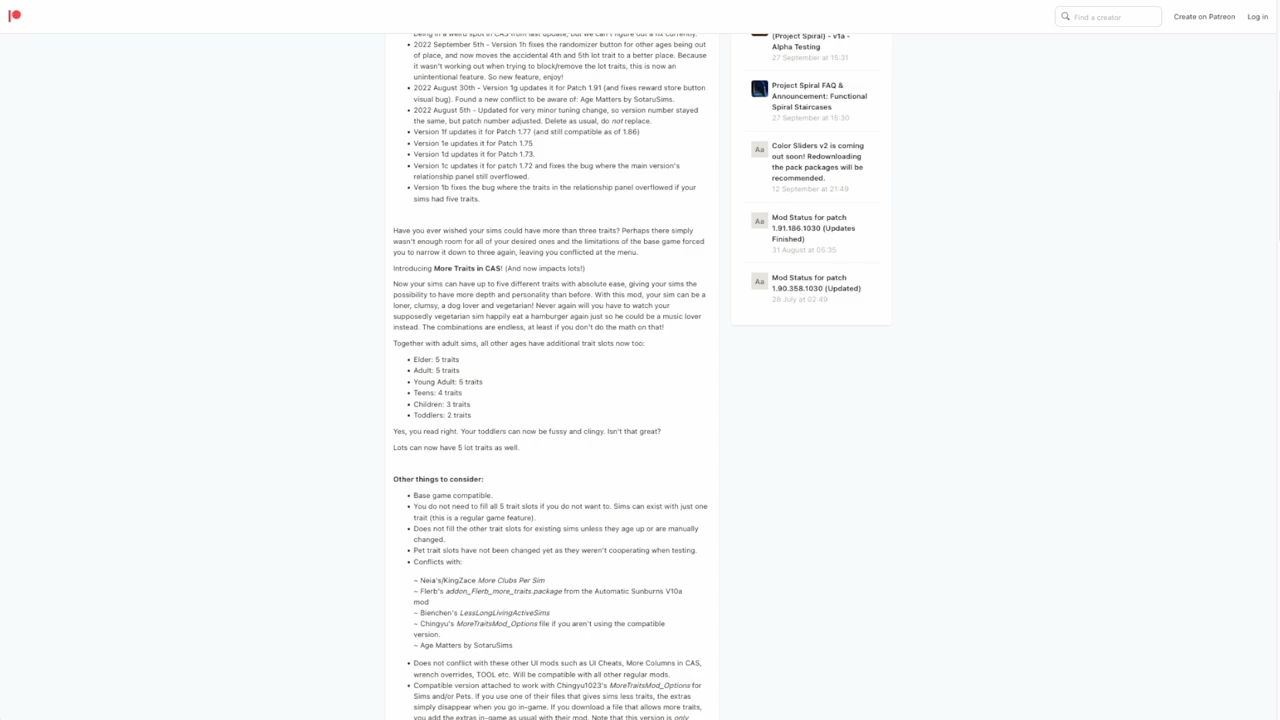 Find a creator
Create on Patreon
Log in
being in a weird spot in CAS from last update, but we can't figure out its currently.
• 2022 September 5th - Version 1h fixes the randomizer button for other ages being out
of place, and now moves the accidental 4th and 5th lot trait to a better place. Because
it wasn't working out when trying to block/remove the lot traits, this is now an
unintentional feature. So new feature, enjoy!
• 2022 August 30th - Version 1g updates it for Patch 1.91 (and fixes reward store button
visual bug). Found a new conflict to be aware of: Age Matters by SotaruSims.
• 2022 August 5th - Updated for very minor tuning change, so version number stayed
the same, but patch number adjusted. Delete as usual, do not replace.
• Version 1f updates it for Patch 1.77 (and still compatible as of 1.86)
• Version 1e updates it for Patch 1.75
• Version 1d updates it for Patch 1.73.
• Version 1c updates it for patch 1.72 and fixes the bug where the main version's
relationship panel still overflowed.
• Version 1b fixes the bug where the traits in the relationship panel overflowed if your
sims had five traits.
Have you ever wished your sims could have more than three traits? Perhaps there simply
wasn't enough room for all of your desired ones and the limitations of the base game forced
you to narrow it down to three again, leaving you conflicted at the menu.
Introducing More Traits in CAS! (And now impacts lots!)
Now your sims can have up to five different traits with absolute ease, giving your sims the
possibility to have more depth and personality than before. With this mod, your sim can be a
loner, clumsy, a dog lover and vegetarian! Never again will you have to watch your
supposedly vegetarian sim happily eat a hamburger again just so he could be a music lover
instead. The combinations are endless, at least if you don't do the math on that!
Together with adult sims, all other ages have additional trait slots now too:
• Elder: 5 traits
• Adult: 5 traits
• Young Adult: 5 traits
• Teens: 4 traits
• Children: 3 traits
• Toddlers: 2 traits
Yes, you read right. Your toddlers can now be fussy and clingy. Isn't that great?
Lots can now have 5 lot traits as well.
Other things to consider:
• Base game compatible.
• You do not need to fill all 5 trait slots if you do not want to. Sims can exist with just one
trait (this is a regular game feature).
• Does not fill the other trait slots for existing sims unless they age up or are manually
changed.
• Pet trait slots have not been changed yet as they weren't cooperating when testing.
• Conflicts with:
~ Neia's/KingZace More Clubs Per Sim
~ Flerb's addon_Flerb_more_traits.package from the Automatic Sunburns V10a
mod
~ Bienchen's LessLongLivingActiveSims
~ Chingyu's MoreTraitsMod_Options file if you aren't using the compatible
version.
~ Age Matters by SotaruSims
• Does not conflict with these other UI mods such as UI Cheats, More Columns in CAS,
wrench overrides, TOOL etc. Will be compatible with all other regular mods.
• Compatible version attached to work with Chingyu1023's MoreTraitsMod_Options for
Sims and/or Pets. If you use one of their files that gives sims less traits, the extras
simply disappear when you go in-game. If you download a file that allows more traits,
you add the extras in-game as usual with their mod. Note that this version is only
(Project Spiral) - v1a -
Alpha Testing
27 September at 15:31
Project Spiral FAQ &
Announcement: Functional
Spiral Staircases
27 September at 15:30
Aa
Color Sliders v2 is coming
out soon! Redownloading
the pack packages will be
recommended.
12 September at 21:49
Aa
Mod Status for patch
1.91.186.1030 (Updates
Finished)
31 August at 05:35
Aa
Mod Status for patch
1.90.358.1030 (Updated)
28 July at 02:49